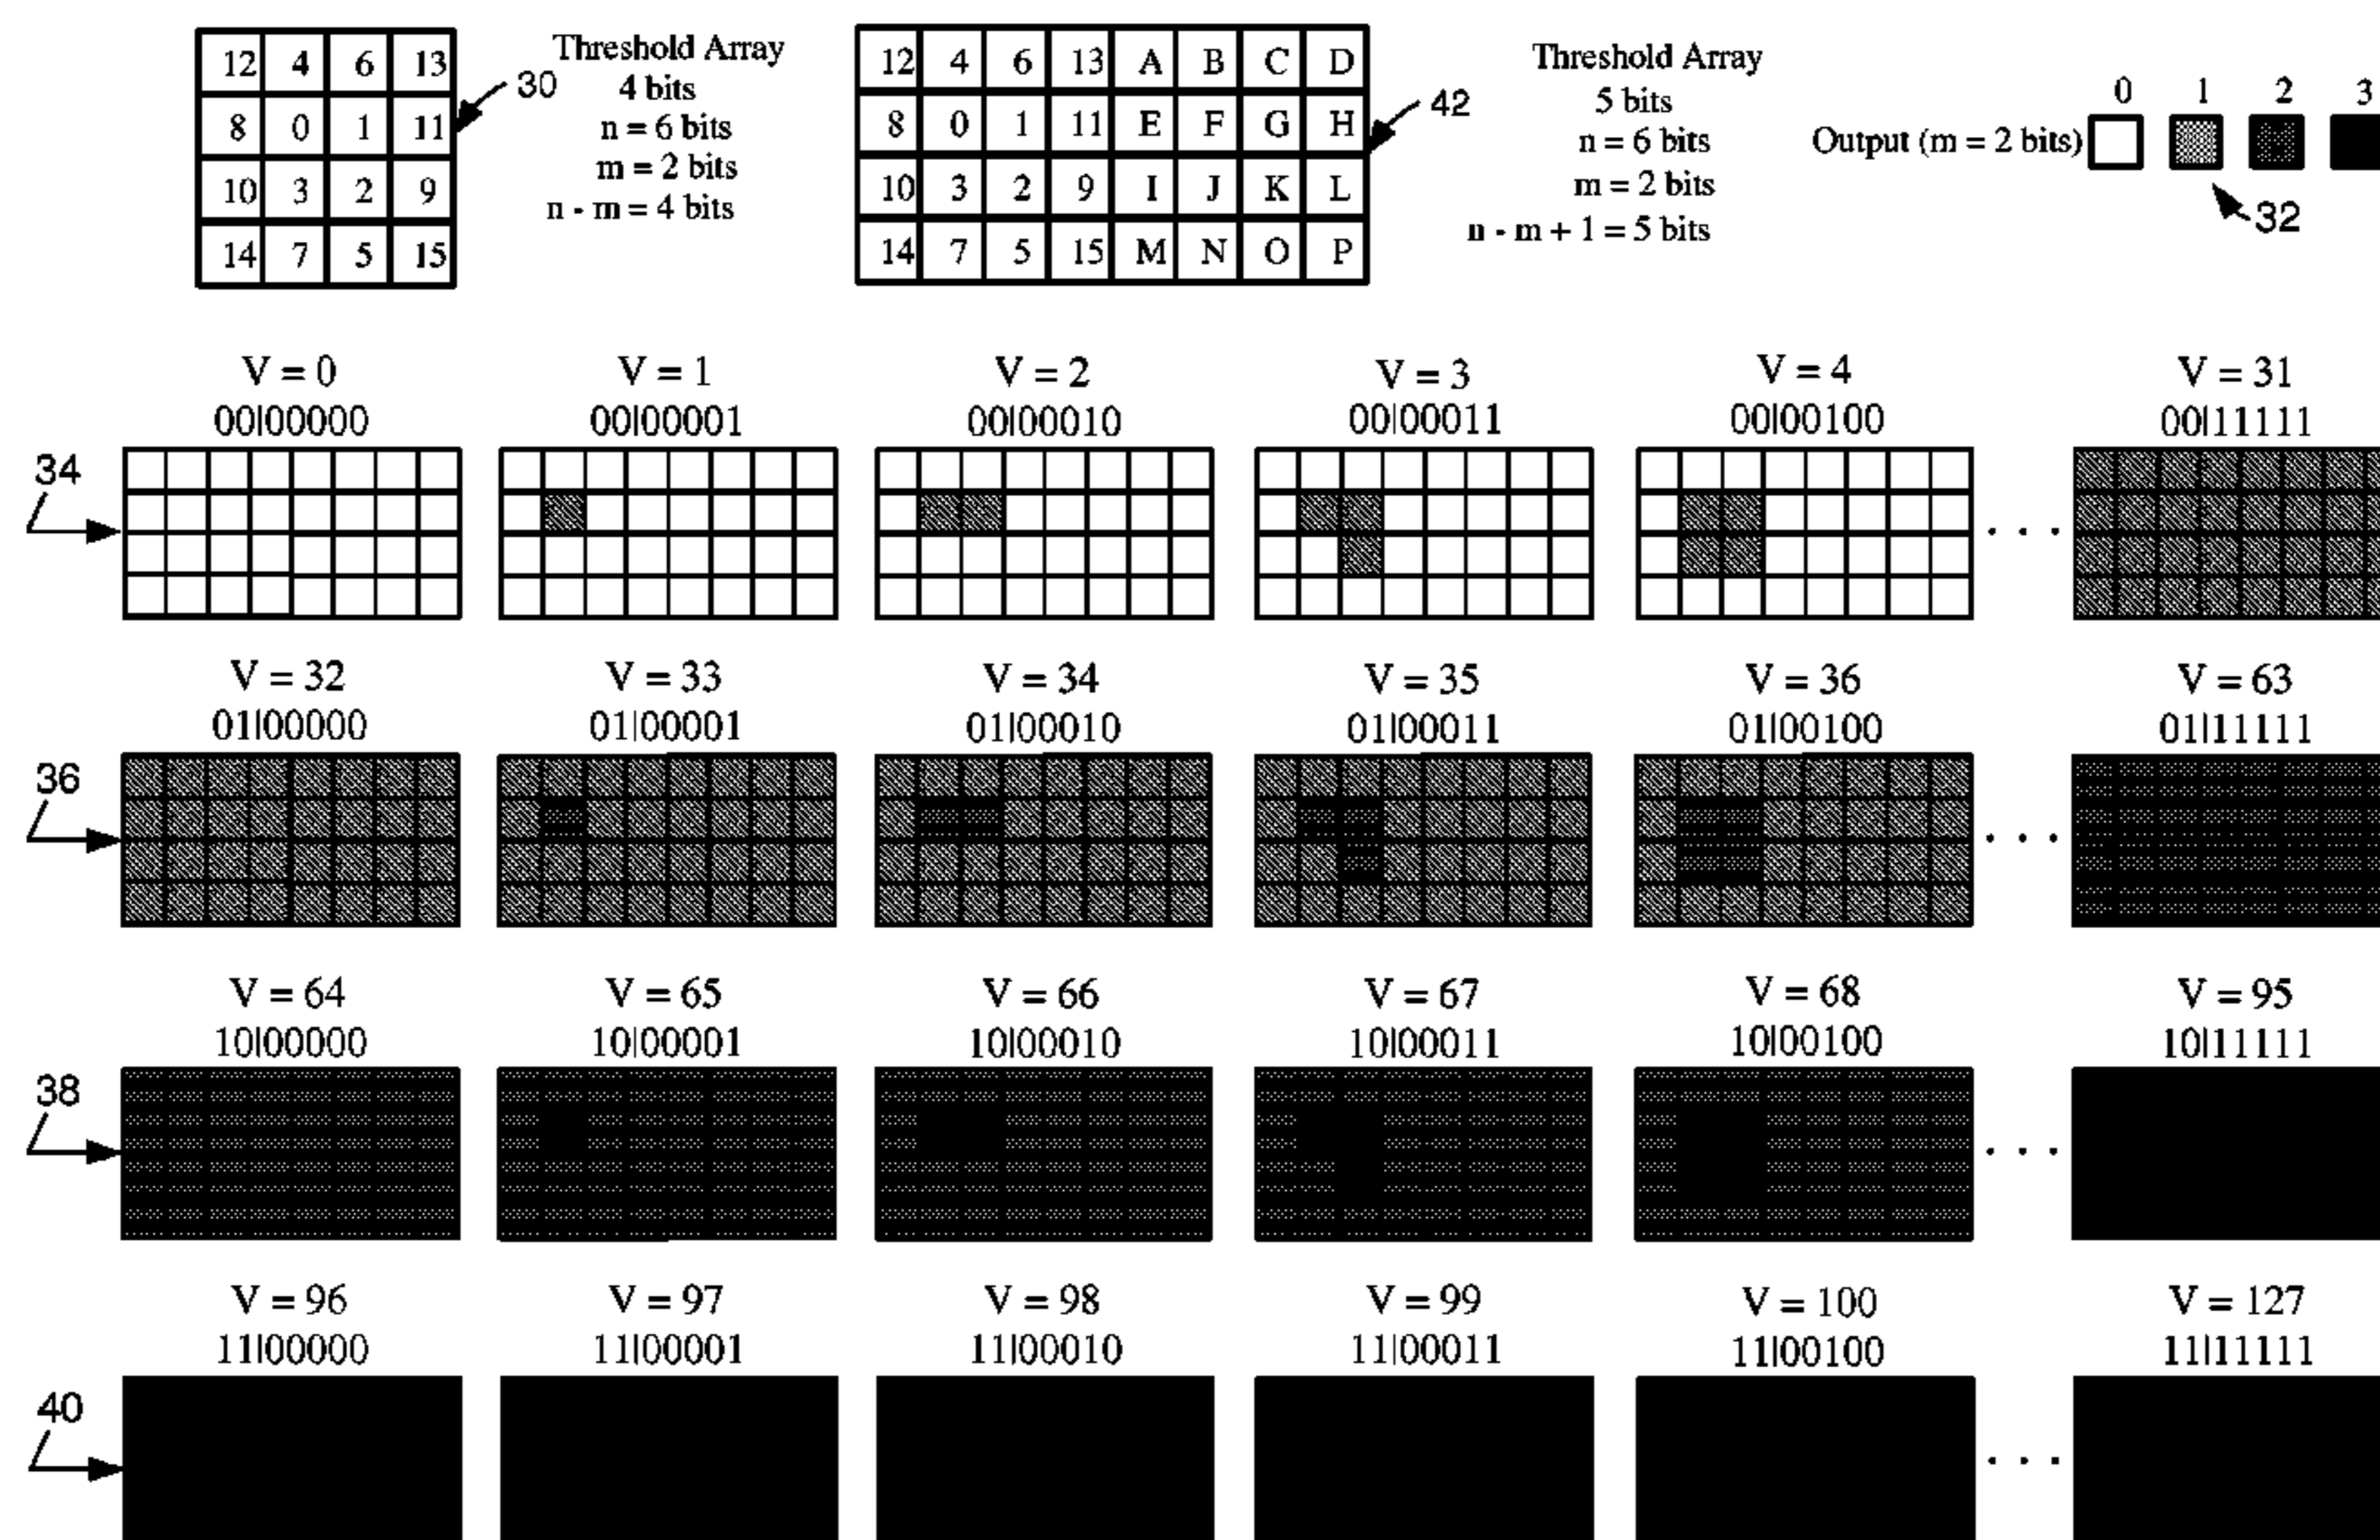 12 4 6 13
8 0 1 11
10 3 2 9
14 7 5 15
30
Threshold Array
4 bits
n = 6 bits
m = 2 bits
n - m = 4 bits
12 4 6 13 A B C D
8 0 1 11 E F G H
10 3 2 9 I J K L
14 7 5 15 M N O P
42
Threshold Array
5 bits
n = 6 bits
m = 2 bits
n - m + 1 = 5 bits
0 1 2 3
Output (m = 2 bits)
32
V = 0 V = 1 V = 2 V = 3 V = 4 V = 31
00|00000 00|00001 00|00010 00|00011 00|00100 00|11111
34
. . .
V = 32 V = 33 V = 34 V = 35 V = 36 V = 63
01|00000 01|00001 01|00010 01|00011 01|00100 01|11111
36
. . .
V = 64 V = 65 V = 66 V = 67 V = 68 V = 95
10|00000 10|00001 10|00010 10|00011 10|00100 10|11111
38
. . .
V = 96 V = 97 V = 98 V = 99 V = 100 V = 127
11|00000 11|00001 11|00010 11|00011 11|00100 11|11111
40
. . .